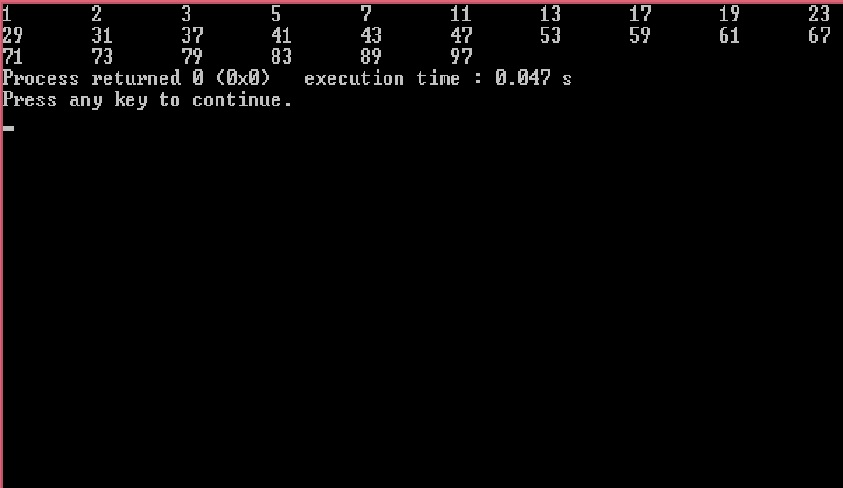 1 2 3 5 7 11 13 17 19 23
29 31 37 41 43 47 53 59 61 67
71 73 79 83 89 97
Process returned 0 (0x0) execution time : 0.047 s
Press any key to continue.